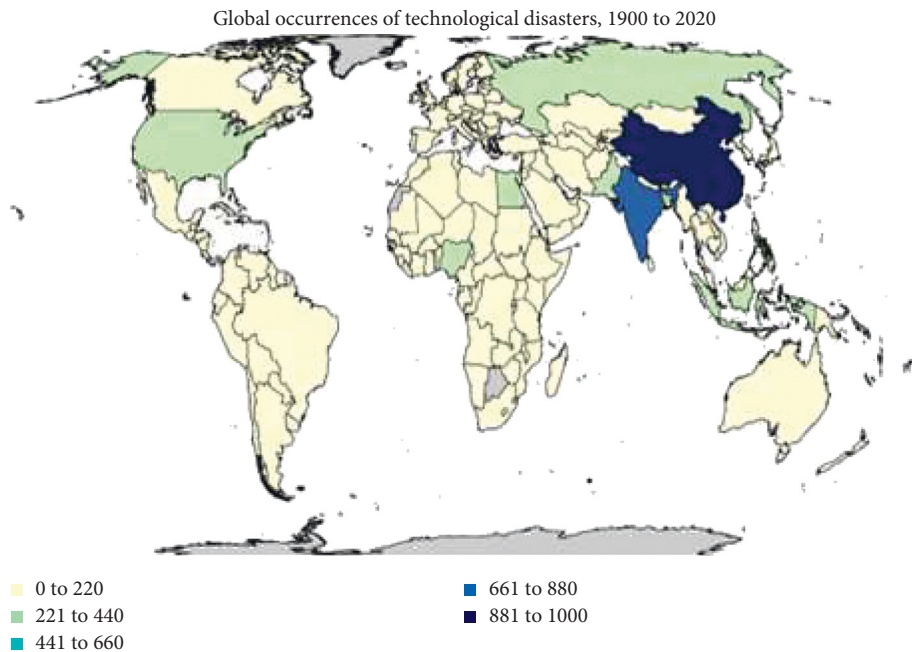 Global occurrences of technological disasters, 1900 to 2020
0 to 220
221 to 440
441 to 660
661 to 880
881 to 1000